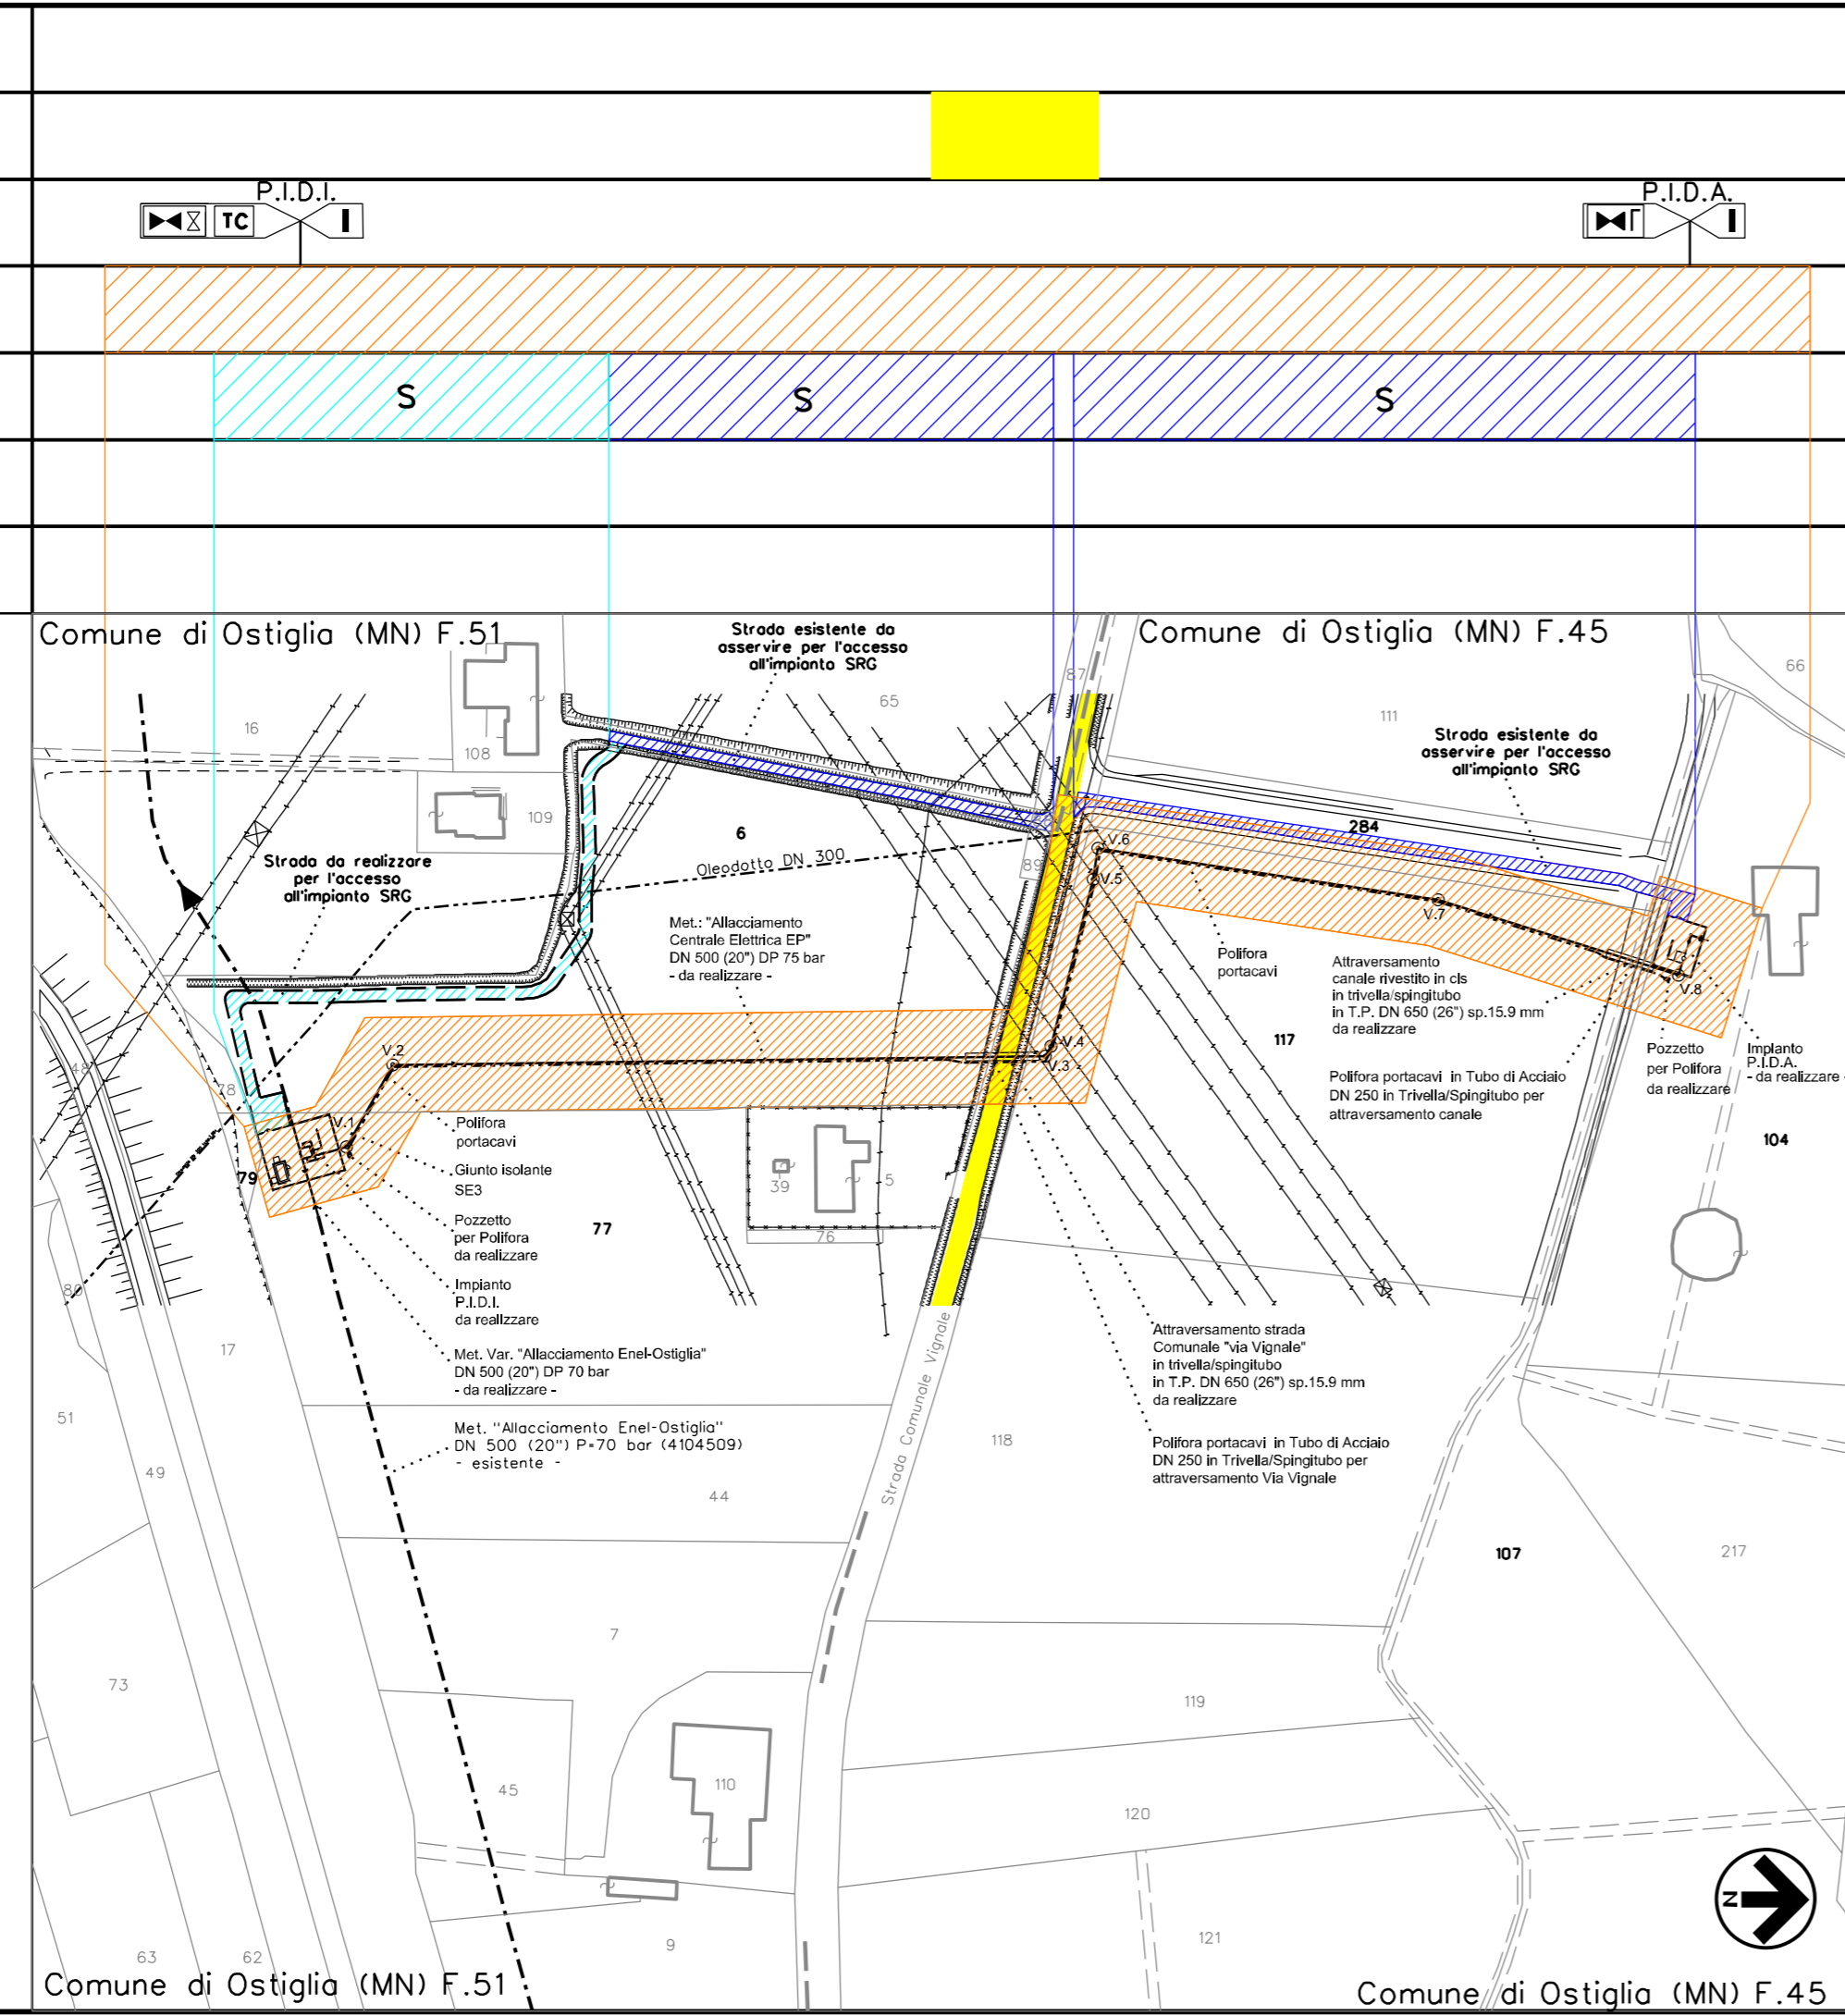 P.I.D.I.
TC
P.I.D.A.
S
S
S
Comune di Ostiglia (MN) F.51
Strada esistente da
asservire per l'accesso
all'impianto SRG
Comune di Ostiglia (MN) F.45
87
66
65
16
111
108
Strada esistente da
asservire per l'accesso
all'impianto SRG
109
6
284
V.6
Oleodotto DN 300
89
V.5
Strada da realizzare
per l'accesso
all'impianto SRG
V.7
Met.: "Allacciamento
Centrale Elettrica EP"
DN 500 (20") DP 75 bar
- da realizzare -
Polifora
portacavi
Attraversamento
canale rivestito in cls
in trivella/spingitubo
in T.P. DN 650 (26") sp.15.9 mm
da realizzare
V.8
V.2
V.4
V.3
117
48
78
Polifora portacavi in Tubo di Acciaio
DN 250 in Trivella/Spingitubo per
attraversamento canale
Pozzetto
per Polifora
da realizzare
Impianto
P.I.D.A.
- da realizzare -
V.1
Polifora
portacavi
104
Giunto isolante
SE3
79
39
5
Pozzetto
per Polifora
da realizzare
77
76
80
Impianto
P.I.D.I.
da realizzare
17
Met. Var. "Allacciamento Enel-Ostiglia"
DN 500 (20") DP 70 bar
- da realizzare -
Attraversamento strada
Comunale "via Vignale"
in trivella/spingitubo
in T.P. DN 650 (26") sp.15.9 mm
da realizzare
Strada Comunale Vignale
51
Met. "Allacciamento Enel-Ostiglia"
DN 500 (20") P=70 bar (4104509)
- esistente -
118
Polifora portacavi in Tubo di Acciaio
DN 250 in Trivella/Spingitubo per
attraversamento Via Vignale
49
44
107
217
7
73
119
45
110
120
N
63
62
9
121
Comune di Ostiglia (MN) F.51
Comune di Ostiglia (MN) F.45